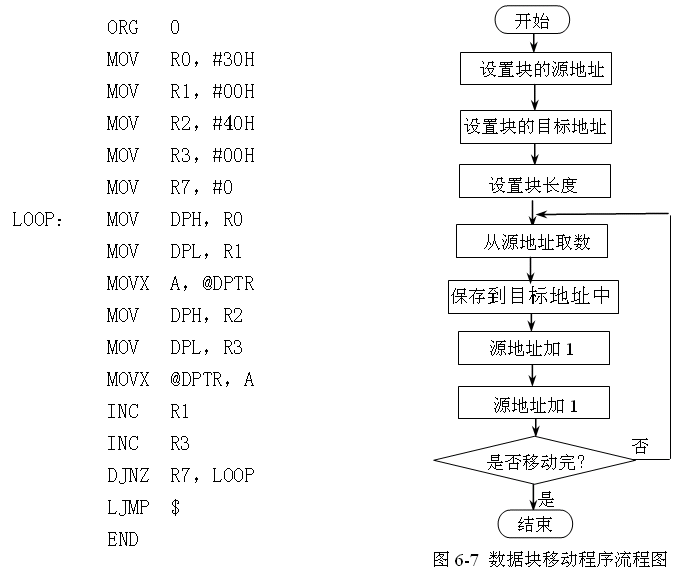 ORG 0
MOV R0，#30H
MOV R1，#00H
MOV R2，#40H
MOV R3，#00H
MOV R7，#0
LOOP： MOV DPH，R0
MOV DPL，R1
MOVX A，@DPTR
MOV DPH，R2
MOV DPL，R3
MOVX @DPTR，A
INC R1
INC R3
DJNZ R7，LOOP
LJMP $
END
开始
设置块的源地址
设置块的目标地址
设置块长度
从源地址取数
保存到目标地址中
源地址加1
源地址加1
是否移动完?
否
是
结束
图 6-7 数据块移动程序流程图